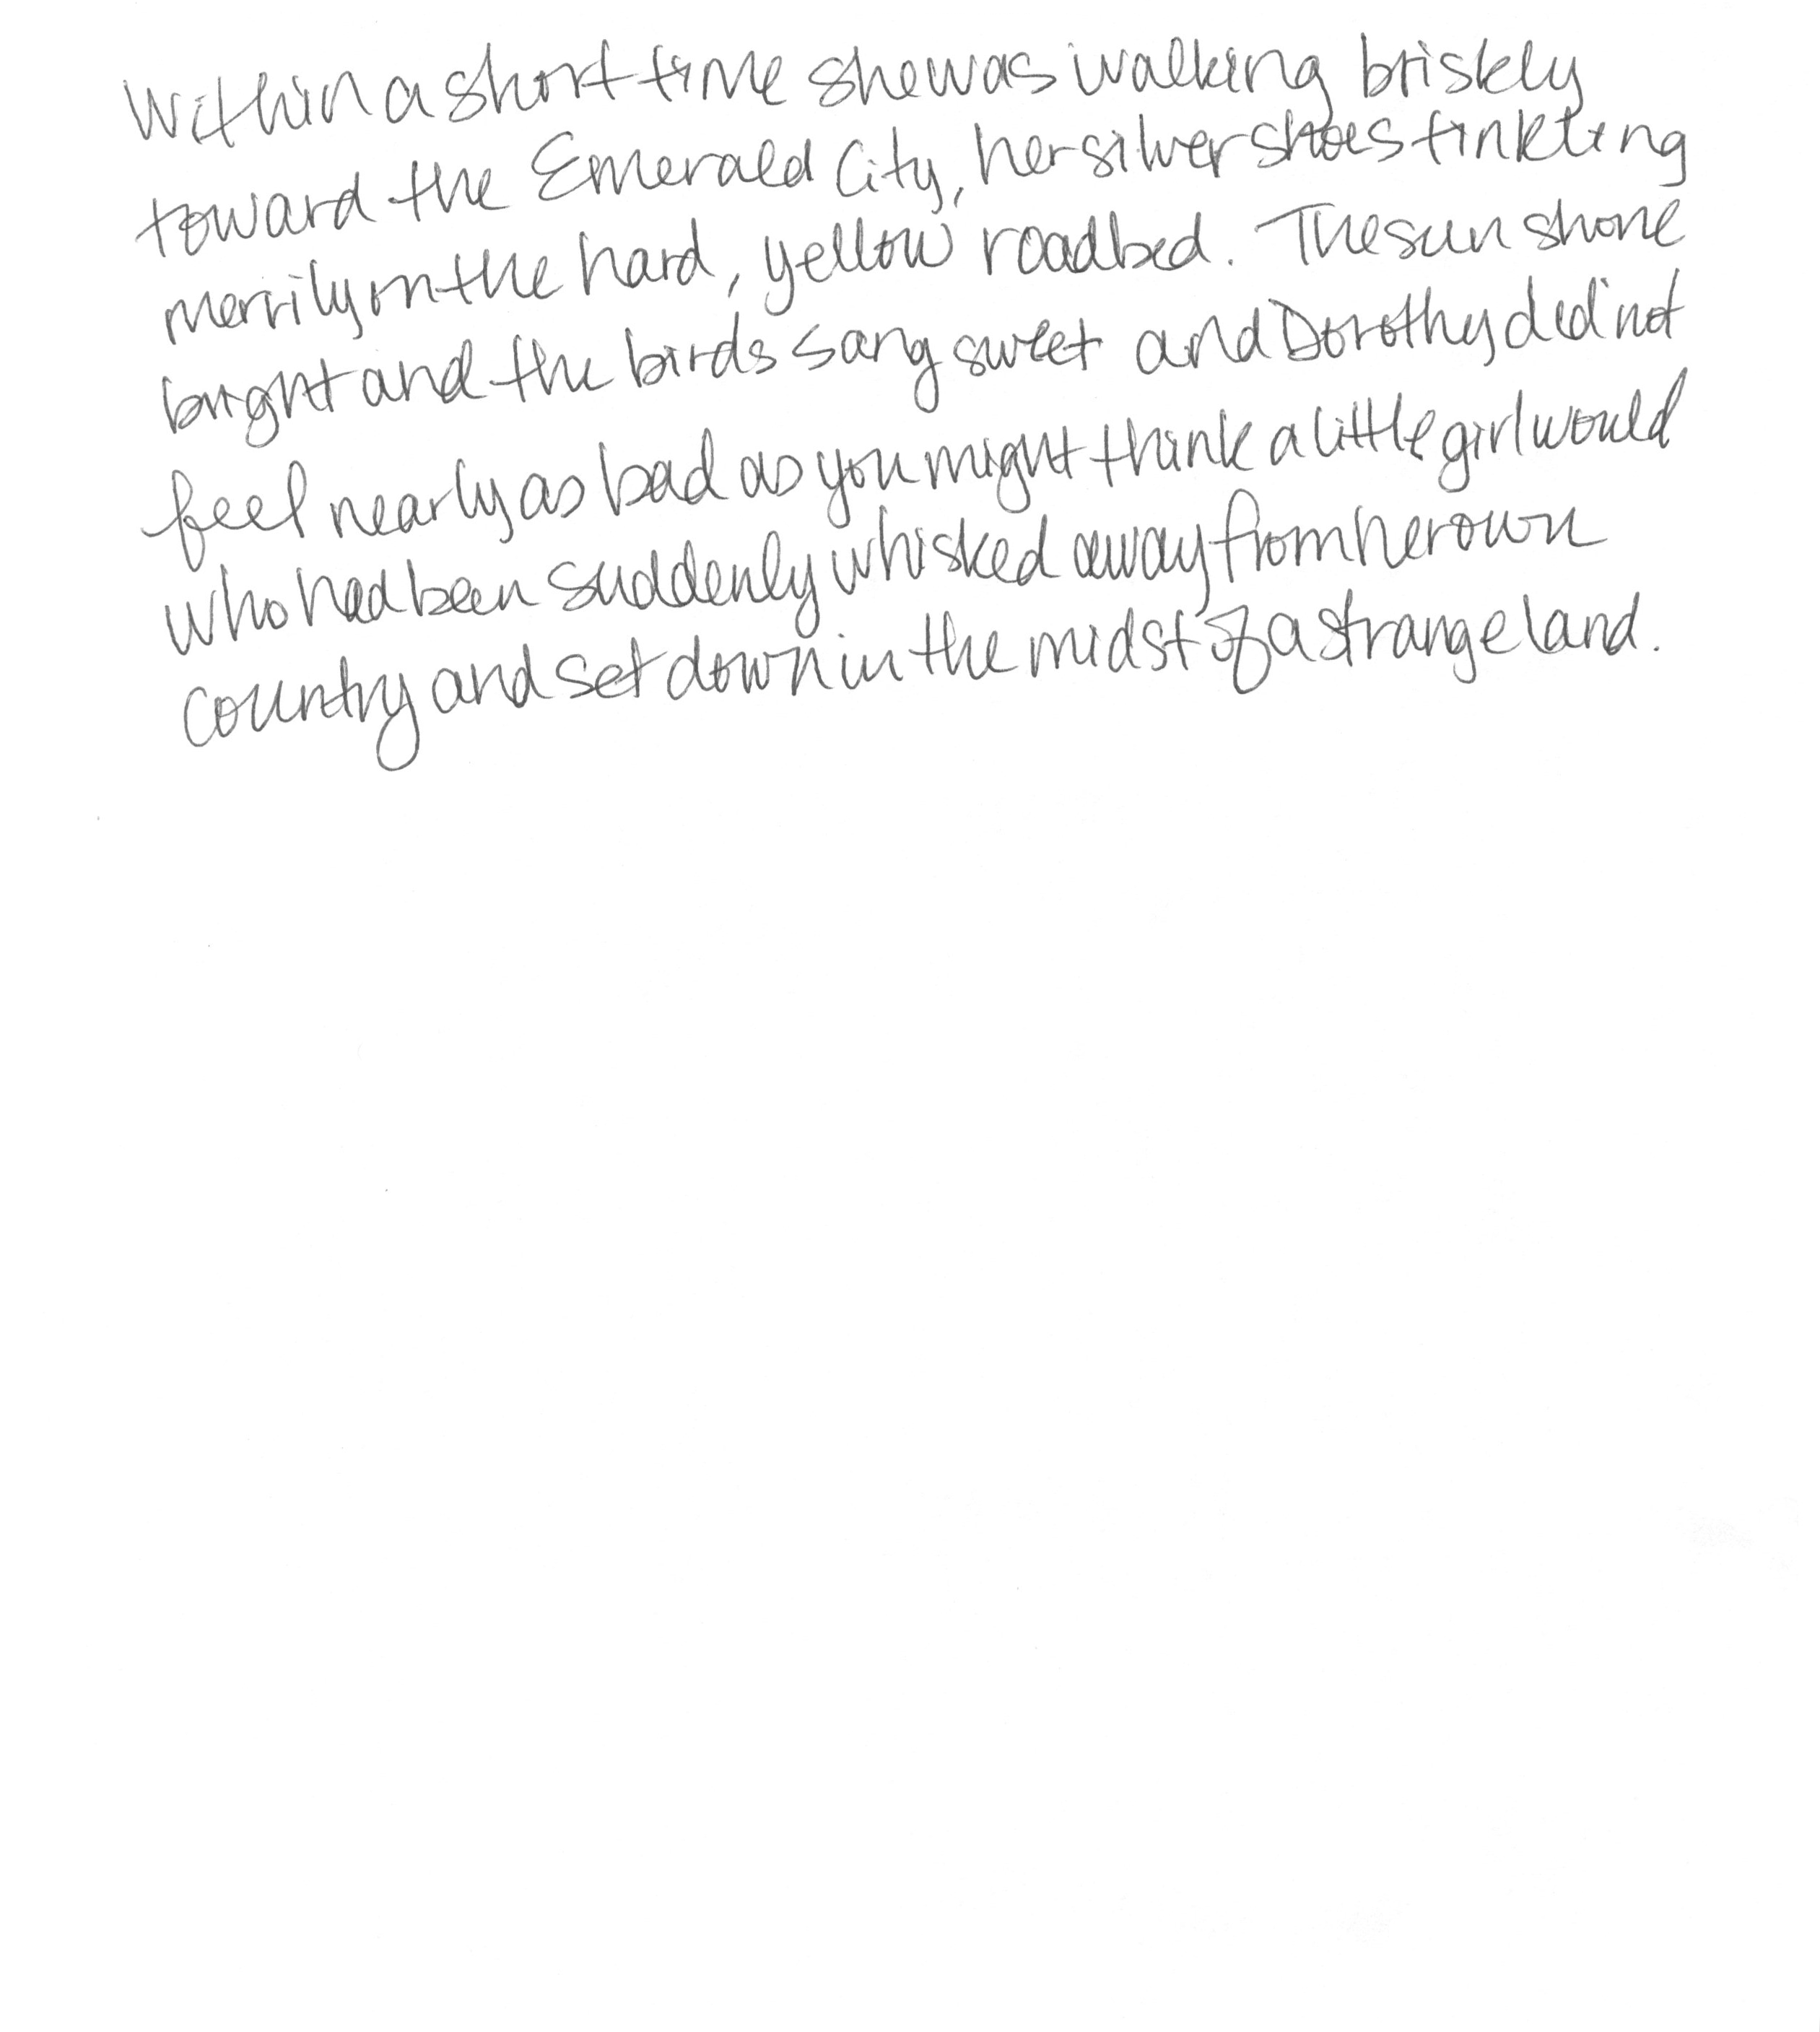 Within a short time she was walking briskly
toward the Emerald City, her silver shoes tinkling
merrily on the hard, yellow roadbed. The sun shone
bright and the birds sang sweet and Dorothy did not
feel nearly as bad as you might think a little girl would
who had been suddenly whisked away from her own
country and set down in the midst of a strange land.